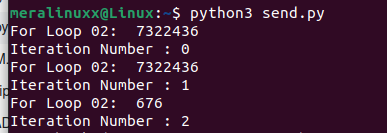 meralinuxx@Linux:~$ python3 send.py
For Loop 02:  7322436
Iteration Number : 0
For Loop 02:  7322436
Iteration Number : 1
For Loop 02:  676
Iteration Number : 2